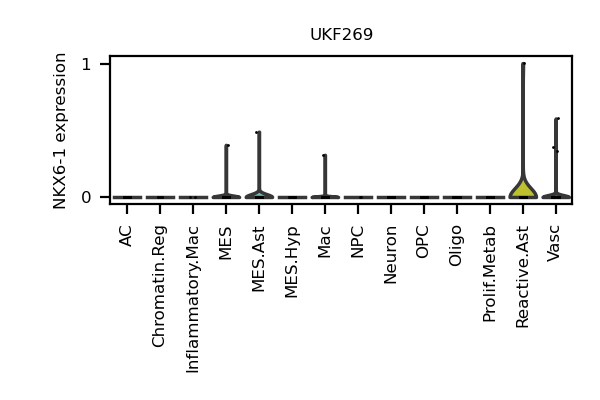 UKF269
NKX6-1 expression
1
0
AC
Chromatin.Reg
Inflammatory.Mac
MES
MES.Ast
MES.Hyp
Mac
NPC
Neuron
OPC
Oligo
Prolif.Metab
Reactive.Ast
Vasc